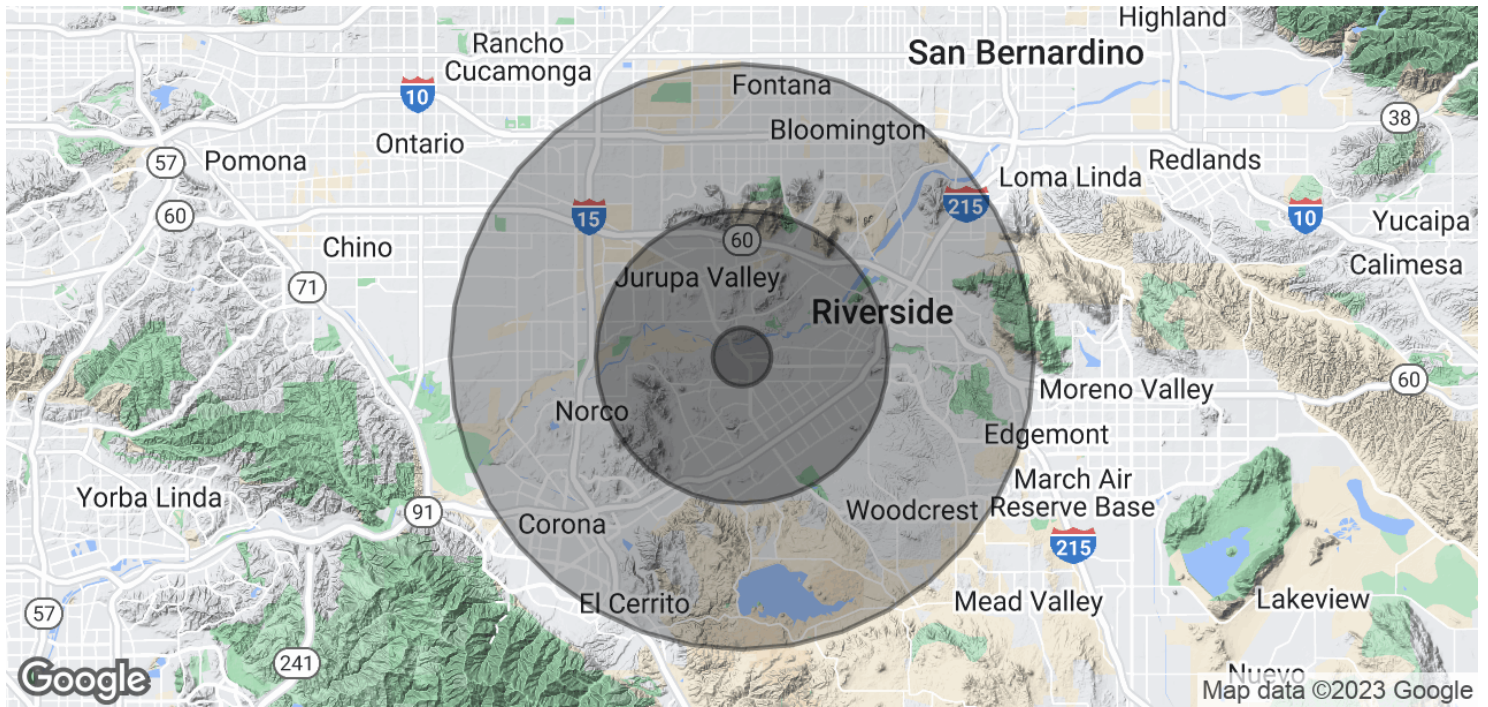 Highland
Rancho
Cucamonga
San Bernardino
Fontana
10
Bloomington
38
Ontario
57
Pomona
Redlands
Loma Linda
215
60
15
10
Yucaipa
60
Chino
Calimesa
Jurupa Valley
71
Riverside
60
Moreno Valley
Norco
Edgemont
March Air
Reserve Base
Yorba Linda
91
Woodcrest
Corona
215
El Cerrito
Mead Valley
Lakeview
57
241
Nuevo
Google
Map data ©2023 Google